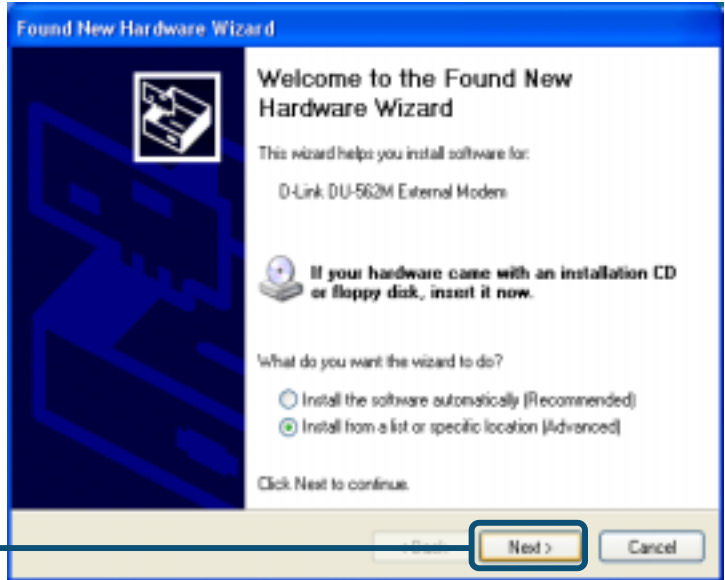 Found New Hardware Wizard
Welcome to the Found New
Hardware Wizard
This wizard helps you install software for:
D-Link DU-562M External Modem
If your hardware came with an installation CD
or floppy disk, insert it now.
What do you want the wizard to do?
Install the software automatically (Recommended)
Install from a list or specific location (Advanced)
Click Next to continue.
< Back Next > Cancel